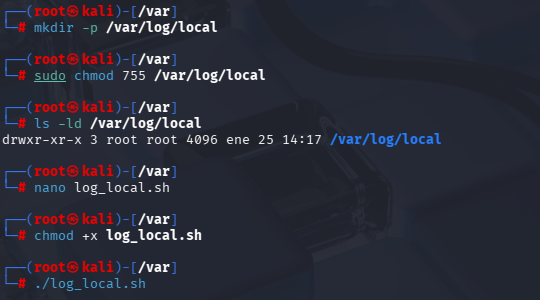 ┌──(root㉿kali)-[/var]
└─# mkdir -p /var/log/local
┌──(root㉿kali)-[/var]
└─# sudo chmod 755 /var/log/local
┌──(root㉿kali)-[/var]
└─# ls -ld /var/log/local
drwxr-xr-x 3 root root 4096 ene 25 14:17 /var/log/local
┌──(root㉿kali)-[/var]
└─# nano log_local.sh
┌──(root㉿kali)-[/var]
└─# chmod +x log_local.sh
┌──(root㉿kali)-[/var]
└─# ./log_local.sh